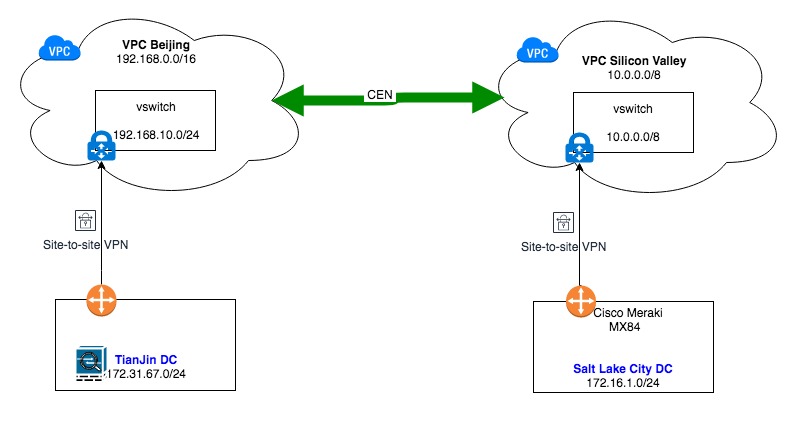 VPC
VPC Beijing
192.168.0.0/16
vswitch
192.168.10.0/24
CEN
VPC
VPC Silicon Valley
10.0.0.0/8
vswitch
10.0.0.0/8
Site-to-site VPN
Site-to-site VPN
TianJin DC
172.31.67.0/24
Cisco Meraki
MX84
Salt Lake City DC
172.16.1.0/24